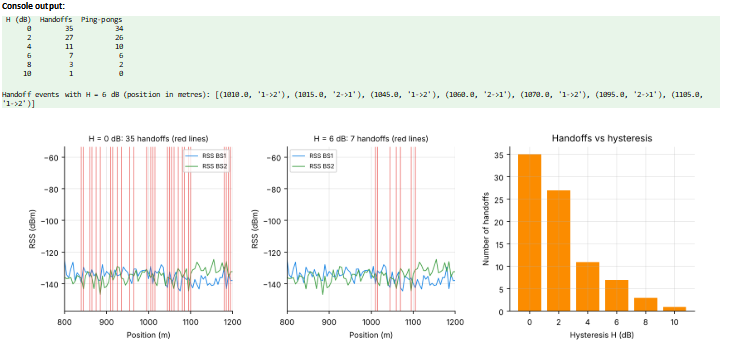 Console output:
H (dB) Handoffs Ping-pongs
0 35 34
2 27 26
4 11 10
6 7 6
8 3 2
10 1 0
Handoff events with H = 6 dB (position in metres): [(1010.0, '1->2'), (1015.0, '2->1'), (1045.0, '1->2'), (1060.0, '2->1'), (1070.0, '1->2'), (1095.0, '2->1'), (1105.0,
'1->2')]
H = 0 dB: 35 handoffs (red lines)
RSS BS1
RSS BS2
RSS (dBm)
−60
−80
−100
−120
−140
800 900 1000 1100 1200
Position (m)
H = 6 dB: 7 handoffs (red lines)
RSS BS1
RSS BS2
RSS (dBm)
−60
−80
−100
−120
−140
800 900 1000 1100 1200
Position (m)
Handoffs vs hysteresis
Number of handoffs
35
30
25
20
15
10
5
0
0 2 4 6 8 10
Hysteresis H (dB)